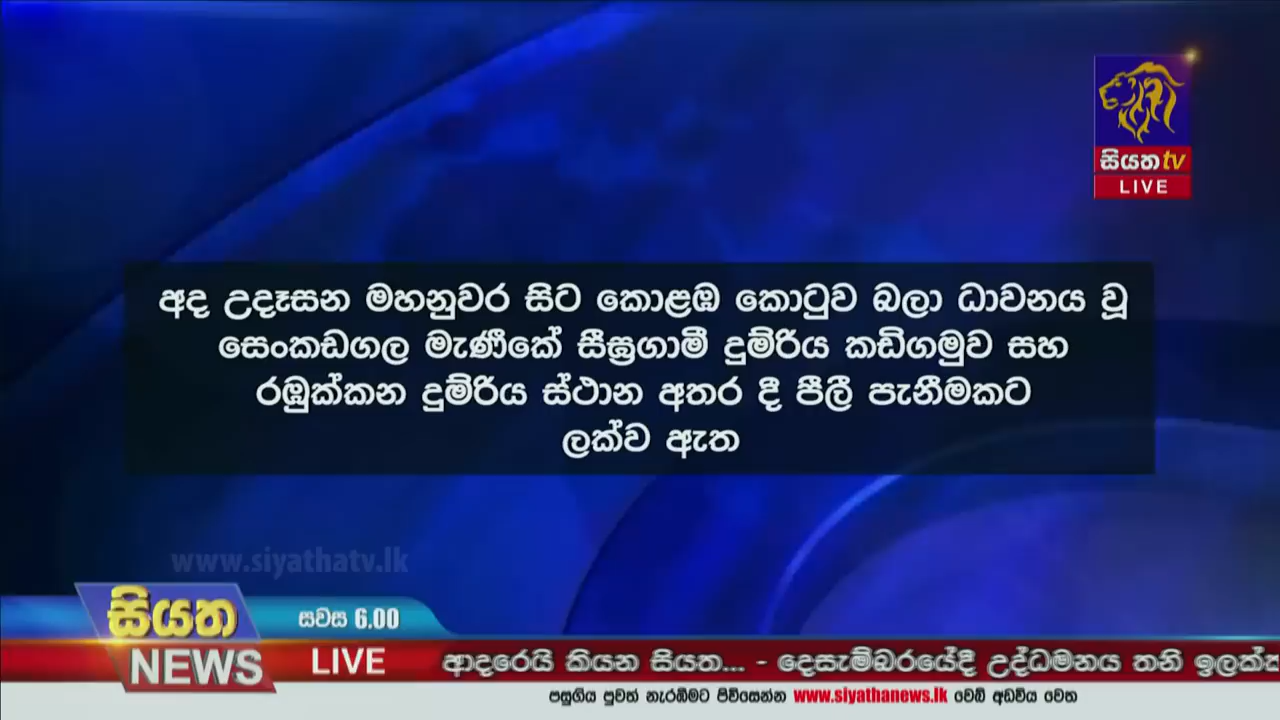 සියත tv
LIVE
අද උදෑසන මහනුවර සිට කොළඹ කොටුව බලා ධාවනය වූ
සෙංකඩගල මැණිකේ සීඝ්‍රගාමී දුම්රිය කඩිගමුව සහ
රඹුක්කන දුම්රිය ස්ථාන අතර දී පීලී පැනීමකට
ලක්ව ඇත
www.siyathatv.lk
සියත
NEWS
සවස 6.00
LIVE
ආදරෙයි කියන සියත... - දෙසැම්බරයේදී උද්ධමනය තනි ඉලක්ක
පසුගිය පුවත් නැරඹීමට පිවිසෙන්න www.siyathanews.lk වෙබ් අඩවිය වෙත